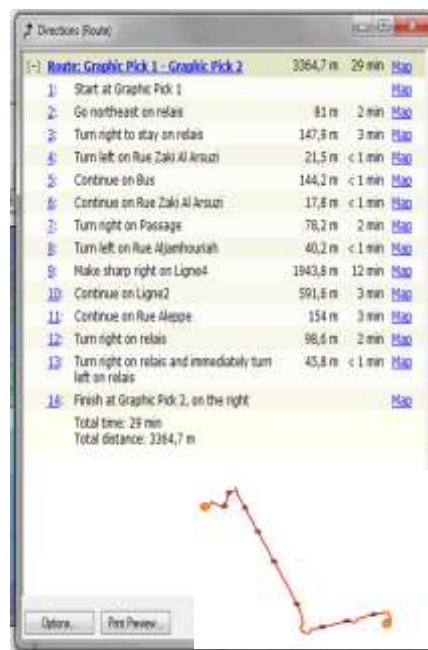 Directions (Route)
[-] Route: Graphic Pick 1 - Graphic Pick 2 3364,7 m 29 min Map
1: Start at Graphic Pick 1 Map
2: Go northeast on relais 81 m 2 min Map
3: Turn right to stay on relais 147,9 m 3 min Map
4: Turn left on Rue Zaki Al Arsuzi 21,5 m < 1 min Map
5: Continue on Bus 144,2 m < 1 min Map
6: Continue on Rue Zaki Al Arsuzi 17,8 m < 1 min Map
7: Turn right on Passage 78,2 m 2 min Map
8: Turn left on Rue Aljamhouriah 40,2 m < 1 min Map
9: Make sharp right on Ligne4 1943,8 m 12 min Map
10: Continue on Ligne2 591,6 m 3 min Map
11: Continue on Rue Aleppe 154 m 3 min Map
12: Turn right on relais 98,6 m 2 min Map
13: Turn right on relais and immediately turn 45,8 m < 1 min Map
left on relais
14: Finish at Graphic Pick 2, on the right Map
Total time: 29 min
Total distance: 3364,7 m
Options... Print Preview...